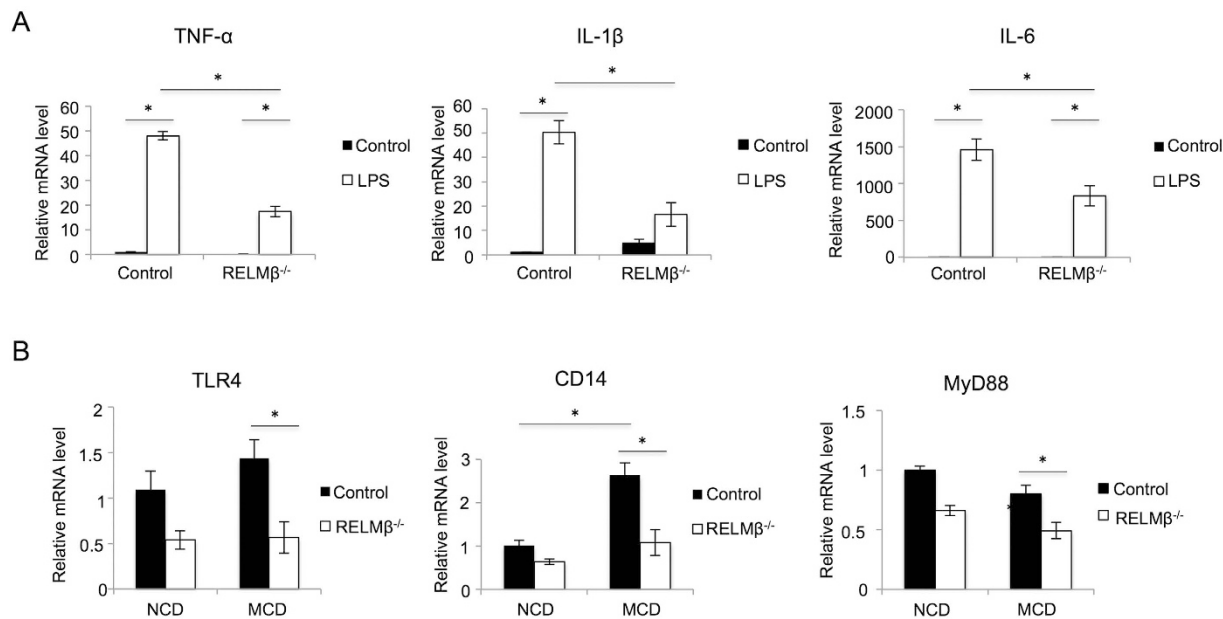 A
TNF-α
*
* *
Relative mRNA level
60
50
40
30
20
10
0
Control RELMβ-/-
Control
LPS
IL-1β
*
*
Relative mRNA level
60
50
40
30
20
10
0
Control RELMβ-/-
Control
LPS
IL-6
*
* *
Relative mRNA level
2000
1500
1000
500
0
Control RELMβ-/-
Control
LPS
B
TLR4
*
Relative mRNA level
2
1.5
1
0.5
0
NCD MCD
Control
RELMβ-/-
CD14
*
*
Relative mRNA level
3
2
1
0
NCD MCD
Control
RELMβ-/-
MyD88
*
*
Relative mRNA level
1.5
1
0.5
0
NCD MCD
Control
RELMβ-/-